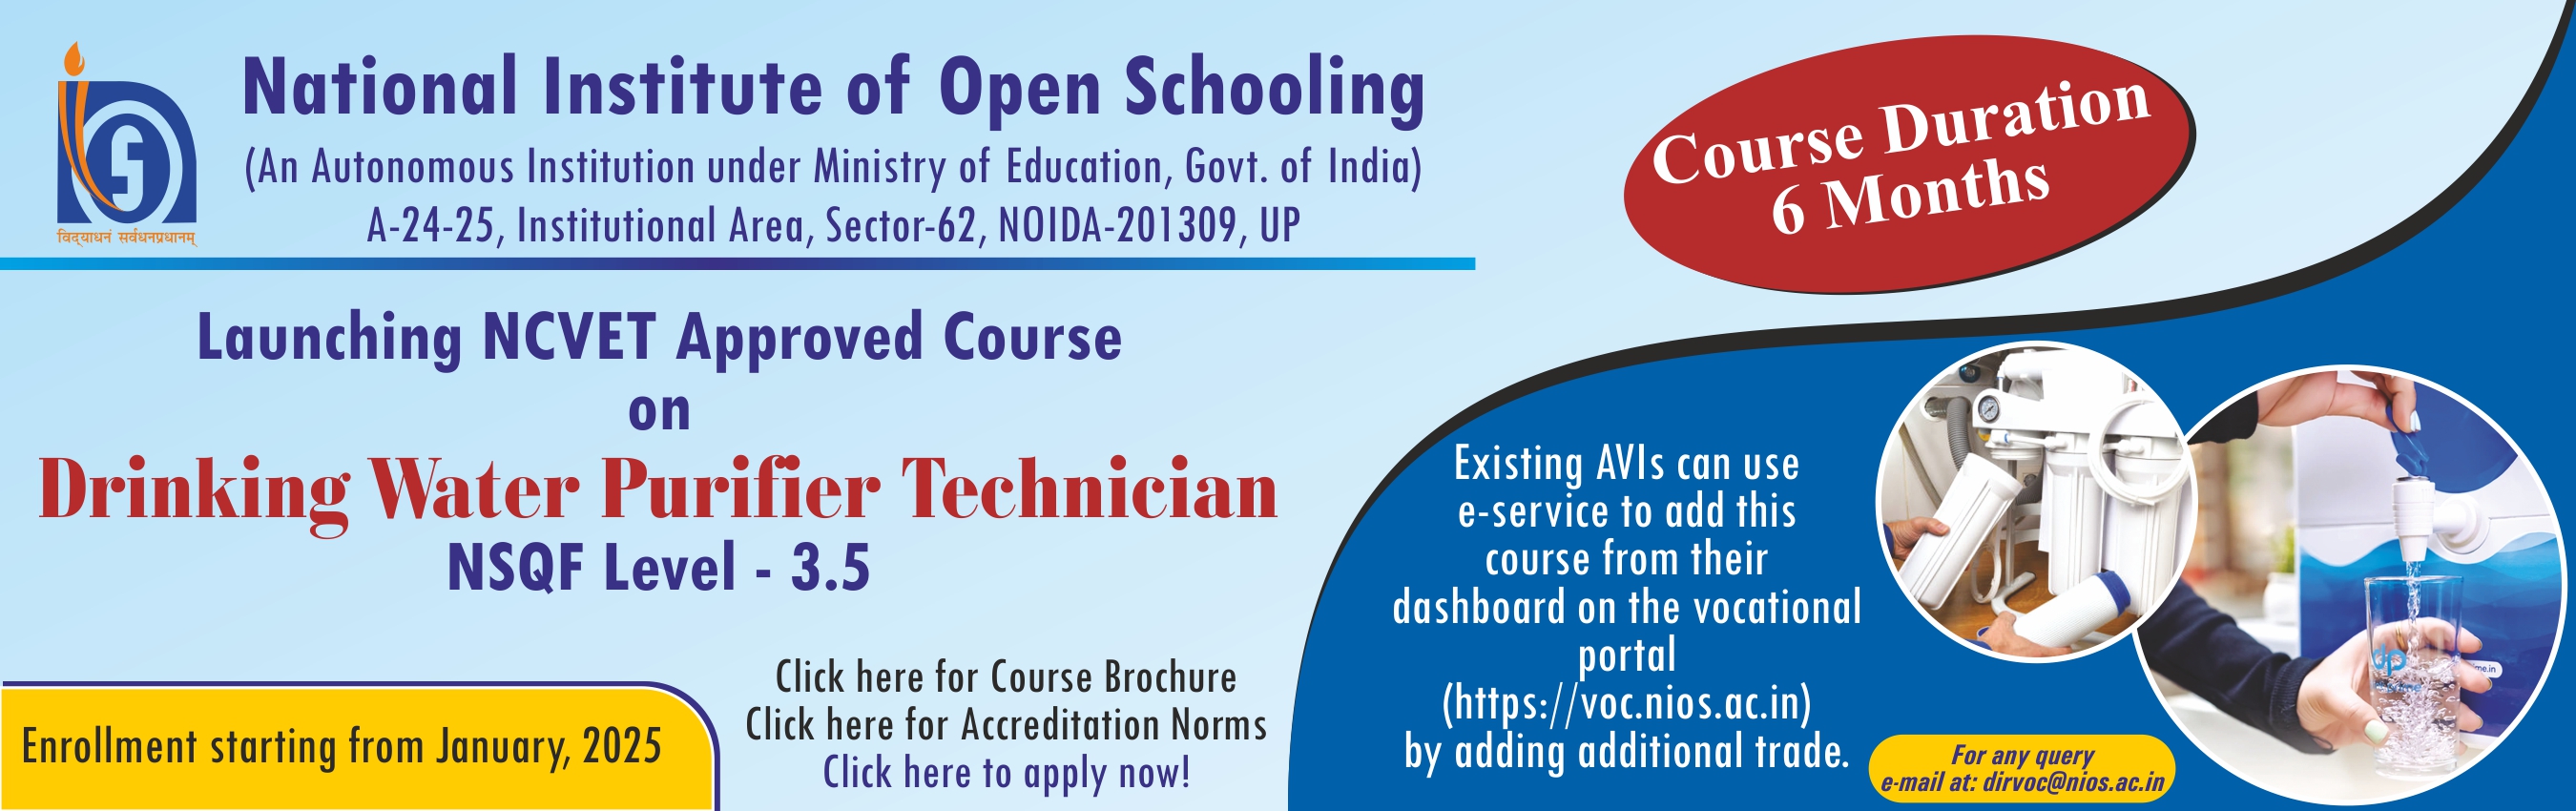 National Institute of Open Schooling
(An Autonomous Institution under Ministry of Education, Govt. of India)
A-24-25, Institutional Area, Sector-62, NOIDA-201309, UP
विद्याधनं सर्वधनप्रधानम्
Course Duration
6 Months
Launching NCVET Approved Course
on
Drinking Water Purifier Technician
NSQF Level - 3.5
Enrollment starting from January, 2025
Click here for Course Brochure
Click here for Accreditation Norms
Click here to apply now!
Existing AVIs can use
e-service to add this
course from their
dashboard on the vocational
portal
(https://voc.nios.ac.in)
by adding additional trade.
For any query
e-mail at: dirvoc@nios.ac.in
dp